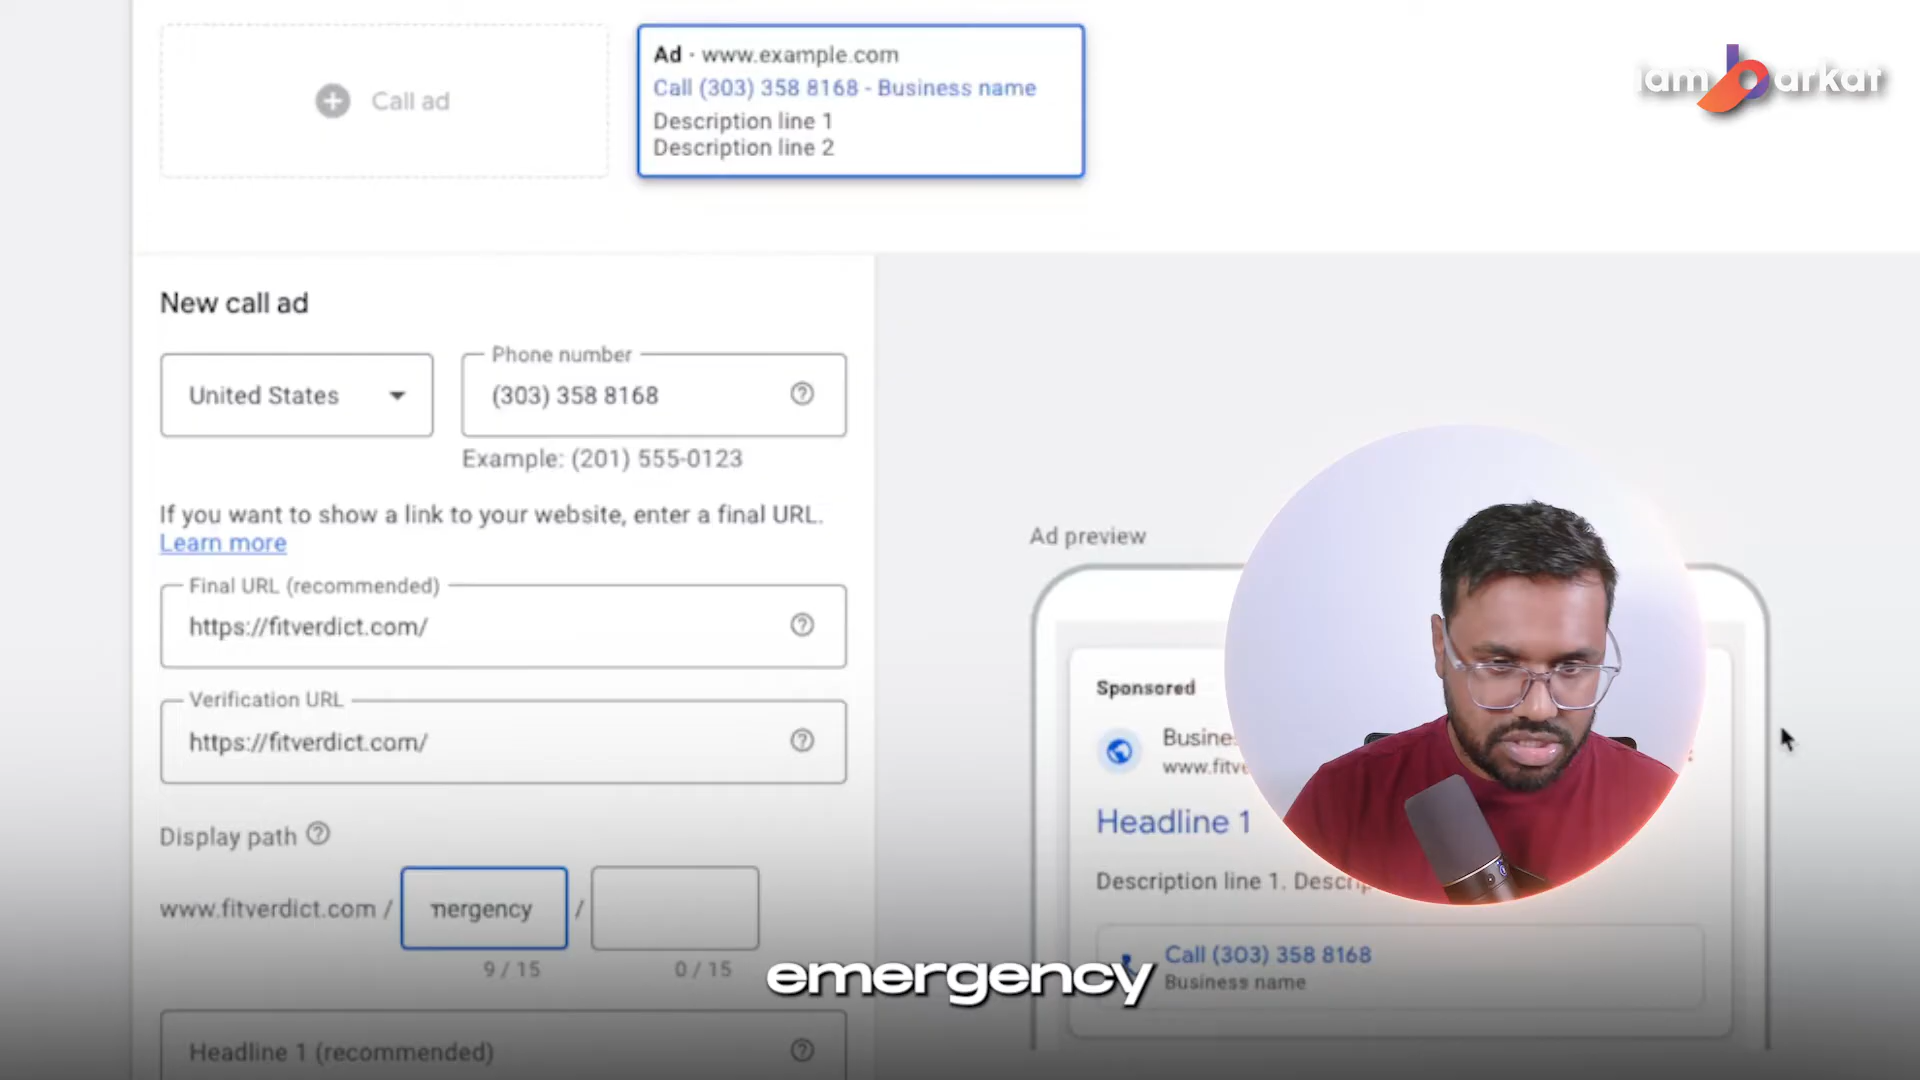 Call ad
Ad · www.example.com
Call (303) 358 8168 - Business name
Description line 1
Description line 2
iam barkat
New call ad
United States
Phone number
(303) 358 8168
Example: (201) 555-0123
If you want to show a link to your website, enter a final URL.
Learn more
Final URL (recommended)
https://fitverdict.com/
Verification URL
https://fitverdict.com/
Display path
www.fitverdict.com / mergency /
9 / 15
0 / 15
Headline 1 (recommended)
Ad preview
Sponsored
Headline 1
Description line 1.
Call (303) 358 8168
Business name
emergency